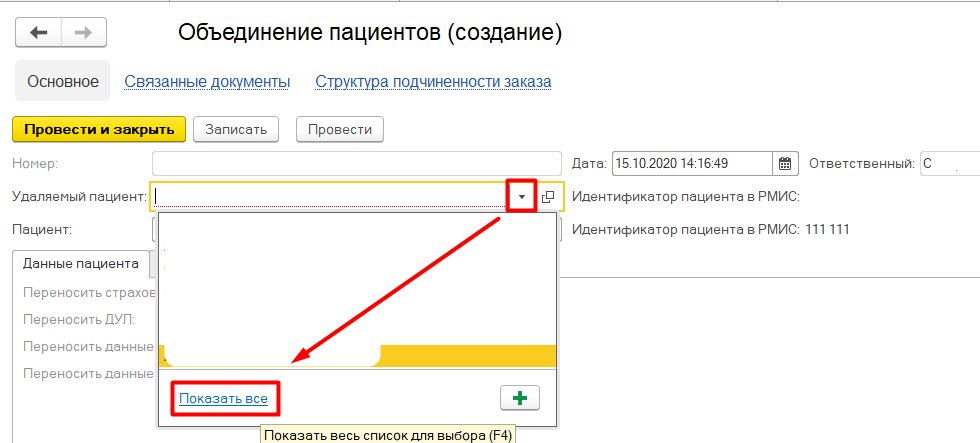 Объединение пациентов (создание)
Основное Связанные документы Структура подчиненности заказа
Провести и закрыть Записать Провести
Номер: Дата: 15.10.2020 14:16:49 Ответственный: С
Удаляемый пациент: Идентификатор пациента в РМИС:
Пациент: Идентификатор пациента в РМИС: 111 111
Данные пациента
Переносить страхов
Переносить ДУЛ:
Переносить данные
Переносить данные
Показать все
Показать весь список для выбора (F4)